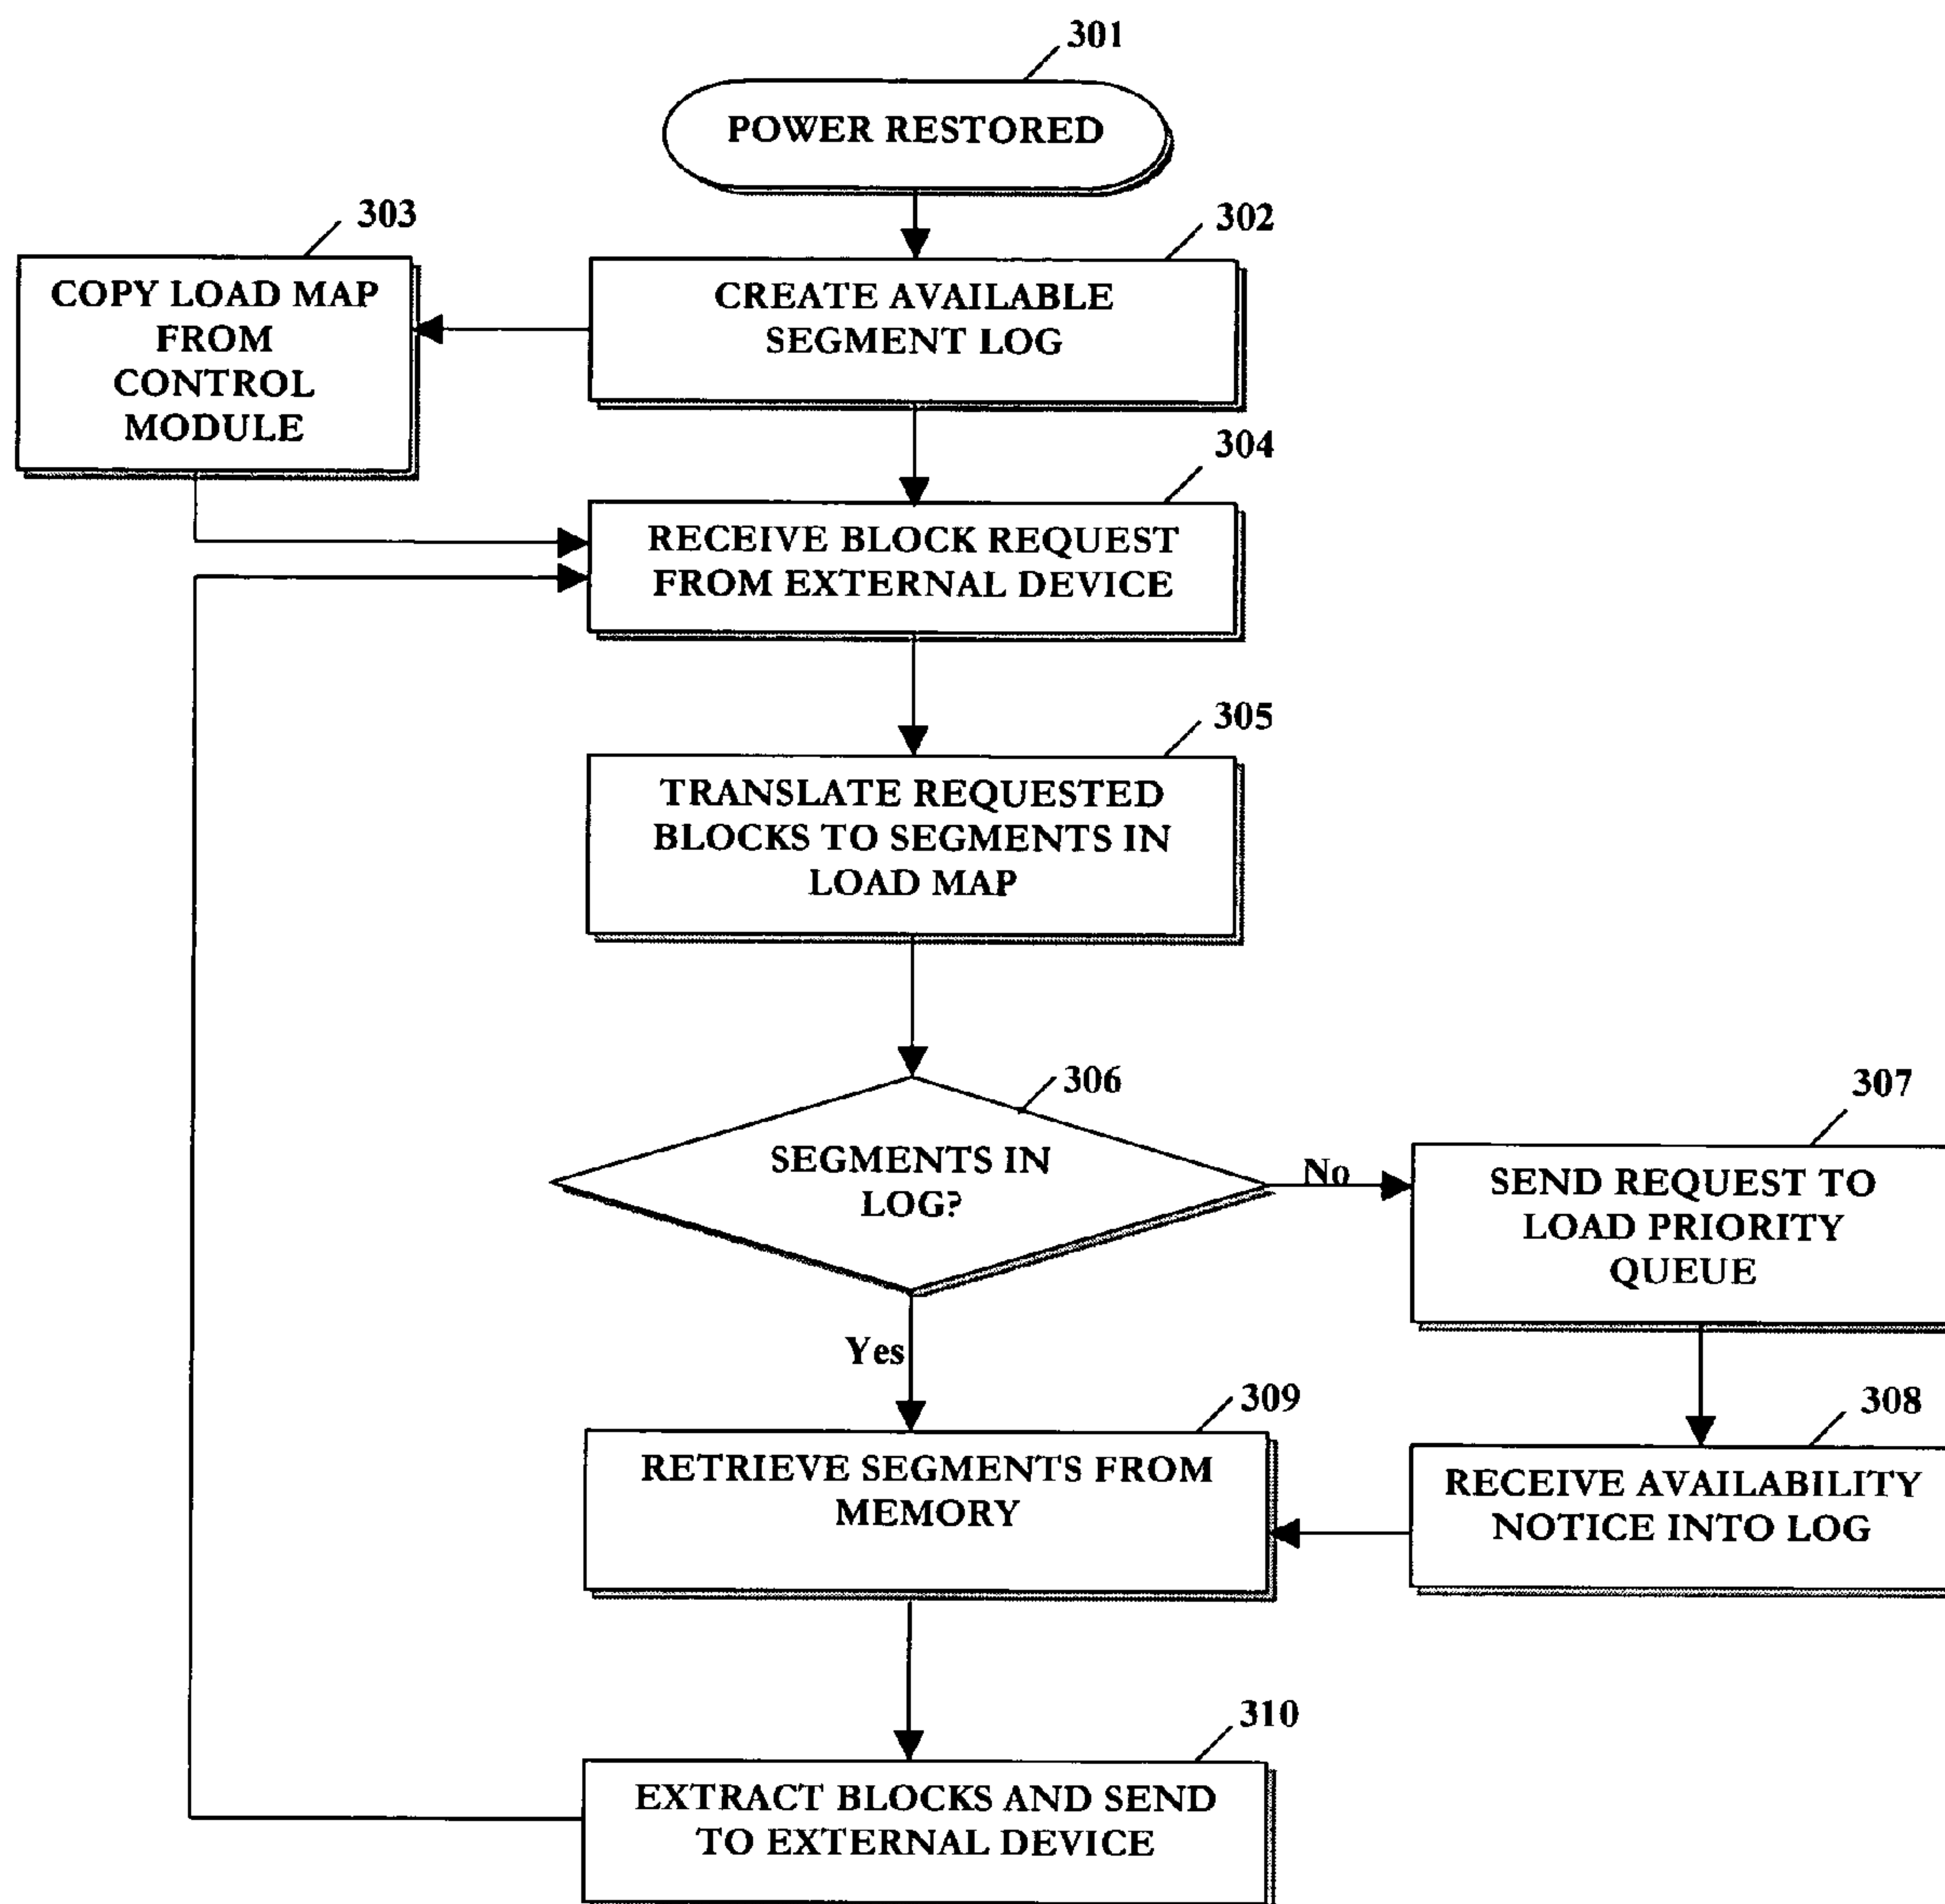 301
POWER RESTORED
302
CREATE AVAILABLE
SEGMENT LOG
303
COPY LOAD MAP
FROM
CONTROL
MODULE
304
RECEIVE BLOCK REQUEST
FROM EXTERNAL DEVICE
305
TRANSLATE REQUESTED
BLOCKS TO SEGMENTS IN
LOAD MAP
306
SEGMENTS IN
LOG?
No
307
SEND REQUEST TO
LOAD PRIORITY
QUEUE
Yes
308
RECEIVE AVAILABILITY
NOTICE INTO LOG
309
RETRIEVE SEGMENTS FROM
MEMORY
310
EXTRACT BLOCKS AND SEND
TO EXTERNAL DEVICE